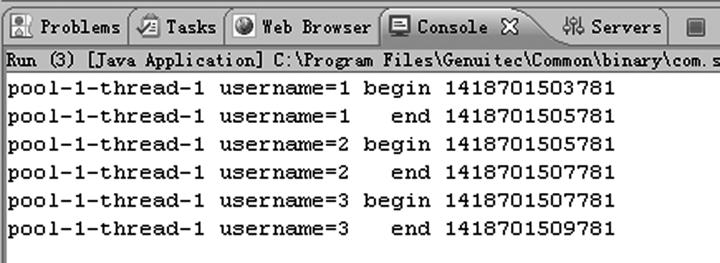 Problems Tasks Web Browser Console Servers
Run (3) [Java Application] C:\Program Files\Genuitec\Common\binary\com.s
pool-1-thread-1 username=1 begin 1418701503781
pool-1-thread-1 username=1   end 1418701505781
pool-1-thread-1 username=2 begin 1418701505781
pool-1-thread-1 username=2   end 1418701507781
pool-1-thread-1 username=3 begin 1418701507781
pool-1-thread-1 username=3   end 1418701509781